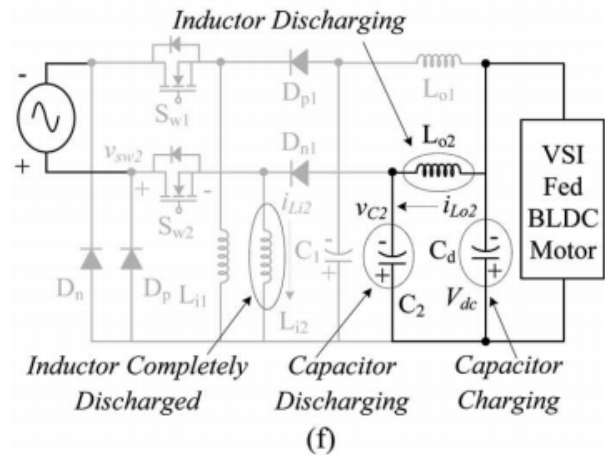 Inductor Discharging
-
+
Sw1
Dp1
Lo1
vsw2
+
-
Sw2
Dn1
iLi2
Lo2
vC2
iLo2
VSI
Fed
BLDC
Motor
Dn
Dp
Li1
Li2
C1
-
+
-
+
C2
Cd
-
+
Vdc
Inductor Completely
Discharged
Capacitor
Discharging
Capacitor
Charging
(f)